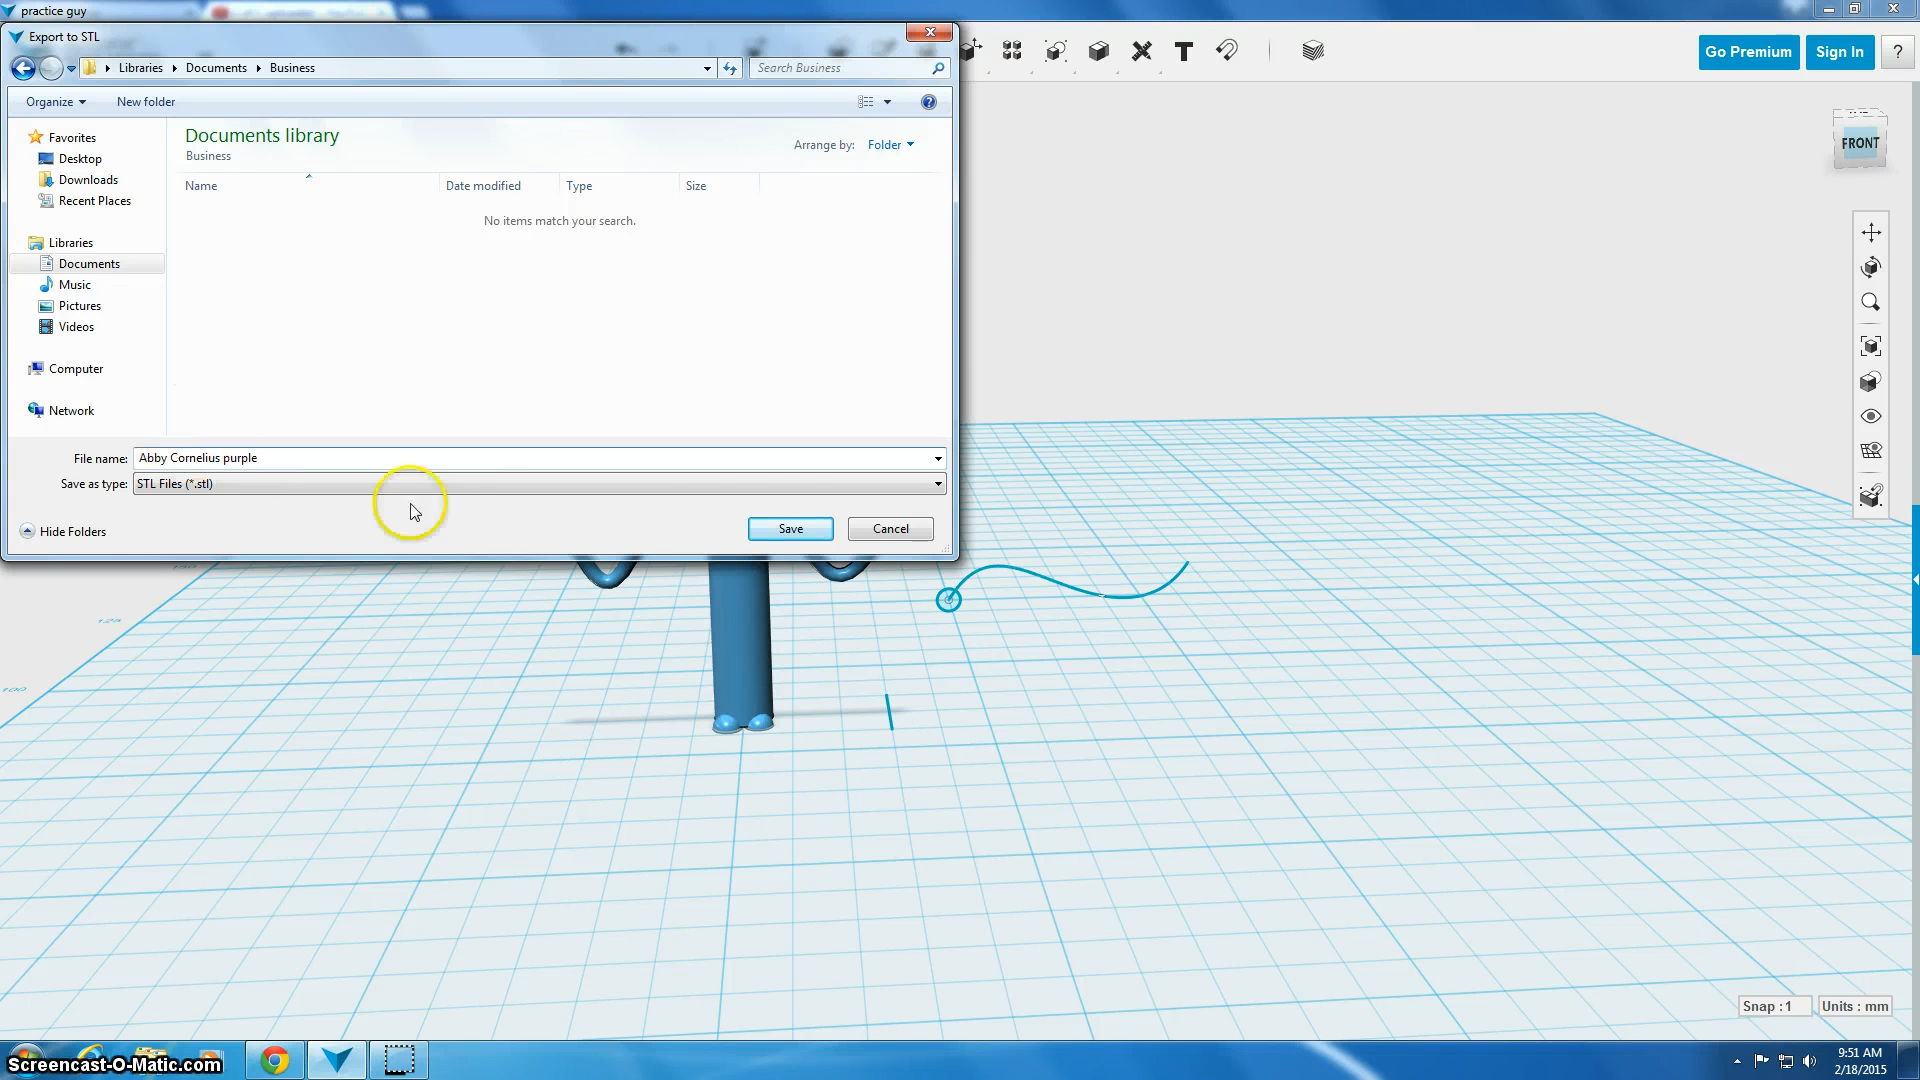 practice guy
Export to STL
Libraries Documents Business
Search Business
Go Premium
Sign In
?
Organize
New folder
Favorites
Desktop
Downloads
Recent Places
Libraries
Documents
Music
Pictures
Videos
Computer
Network
Documents library
Business
Arrange by: Folder
Name
Date modified
Type
Size
No items match your search.
FRONT
File name: Abby Cornelius purple
Save as type: STL Files (*.stl)
Hide Folders
Save
Cancel
125
100
Snap : 1
Units : mm
Screencast-O-Matic.com
9:51 AM
2/18/2015